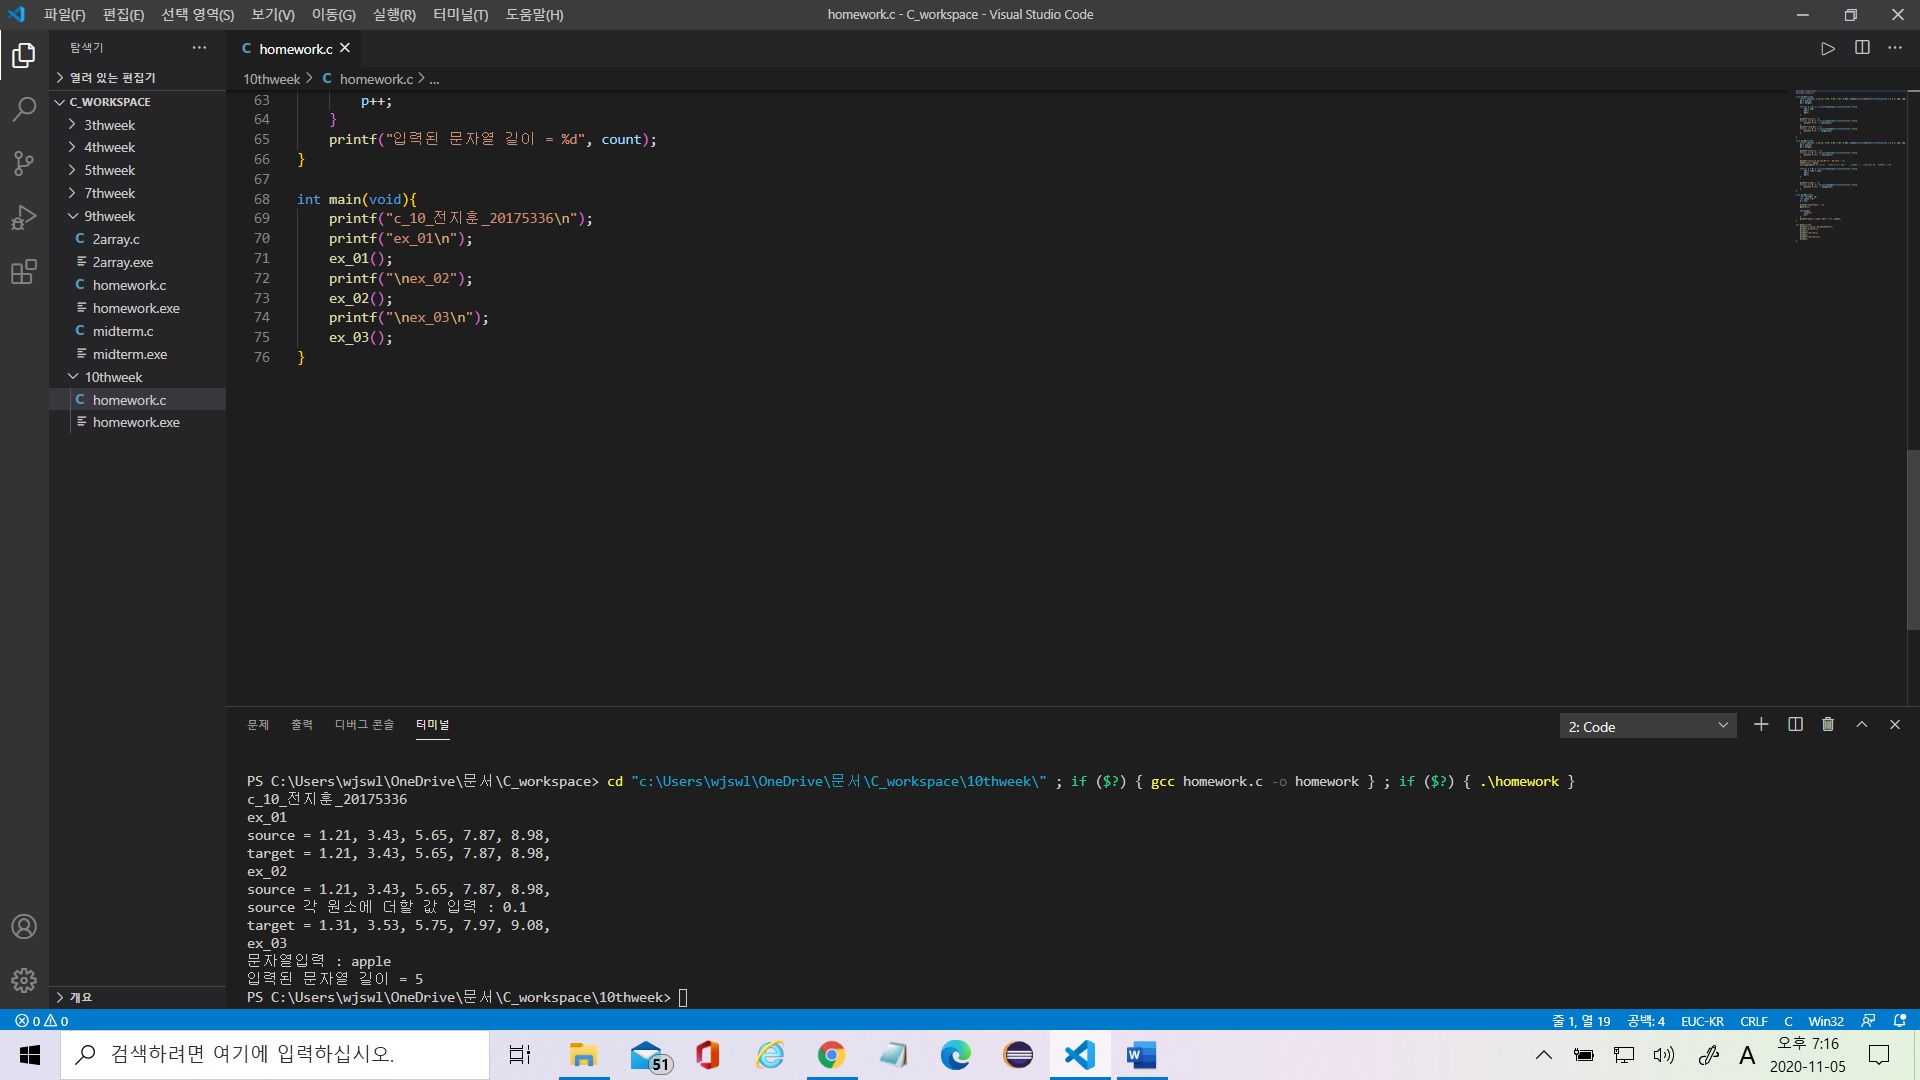 파일(F) 편집(E) 선택 영역(S) 보기(V) 이동(G) 실행(R) 터미널(T) 도움말(H)
homework.c - C_workspace - Visual Studio Code
탐색기
열려 있는 편집기
C_WORKSPACE
3thweek
4thweek
5thweek
7thweek
9thweek
C 2array.c
2array.exe
C homework.c
homework.exe
C midterm.c
midterm.exe
10thweek
C homework.c
homework.exe
개요
C homework.c
10thweek > C homework.c > ...
63 p++;
64 }
65 printf("입력된 문자열 길이 = %d", count);
66 }
67
68 int main(void){
69 printf("c_10_전지훈_20175336\n");
70 printf("ex_01\n");
71 ex_01();
72 printf("\nex_02");
73 ex_02();
74 printf("\nex_03\n");
75 ex_03();
76 }
문제 출력 디버그 콘솔 터미널
2: Code
PS C:\Users\wjswl\OneDrive\문서\C_workspace> cd "c:\Users\wjswl\OneDrive\문서\C_workspace\10thweek\" ; if ($?) { gcc homework.c -o homework } ; if ($?) { .\homework }
c_10_전지훈_20175336
ex_01
source = 1.21, 3.43, 5.65, 7.87, 8.98,
target = 1.21, 3.43, 5.65, 7.87, 8.98,
ex_02
source = 1.21, 3.43, 5.65, 7.87, 8.98,
source 각 원소에 더할 값 입력 : 0.1
target = 1.31, 3.53, 5.75, 7.97, 9.08,
ex_03
문자열입력 : apple
입력된 문자열 길이 = 5
PS C:\Users\wjswl\OneDrive\문서\C_workspace\10thweek>
0 0
줄 1, 열 19 공백: 4 EUC-KR CRLF C Win32
검색하려면 여기에 입력하십시오.
51
A
오후 7:16
2020-11-05